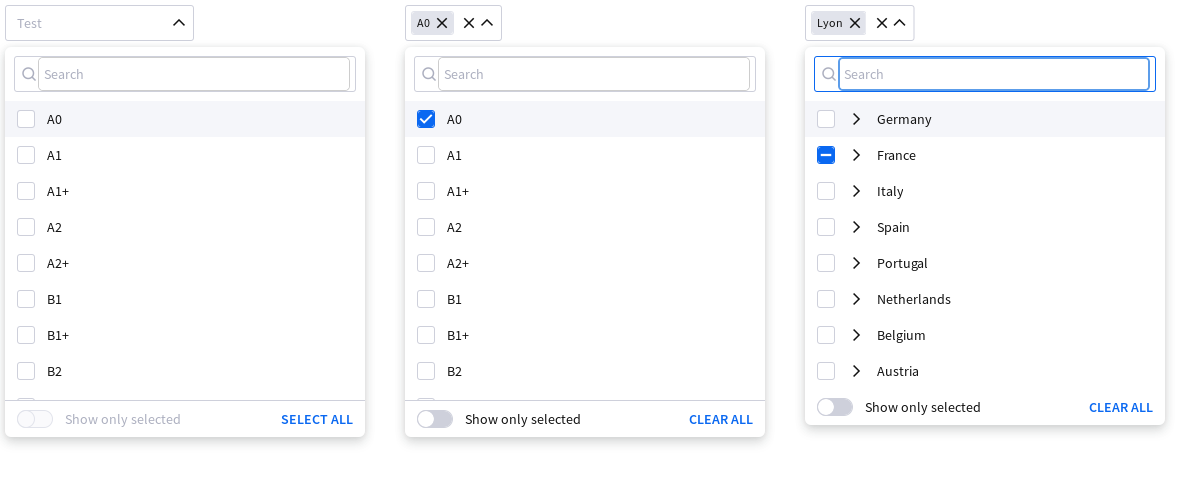 Test
Search
A0
A1
A1+
A2
A2+
B1
B1+
B2
Show only selected SELECT ALL
A0
Search
A0
A1
A1+
A2
A2+
B1
B1+
B2
Show only selected CLEAR ALL
Lyon
Search
Germany
France
Italy
Spain
Portugal
Netherlands
Belgium
Austria
Show only selected CLEAR ALL